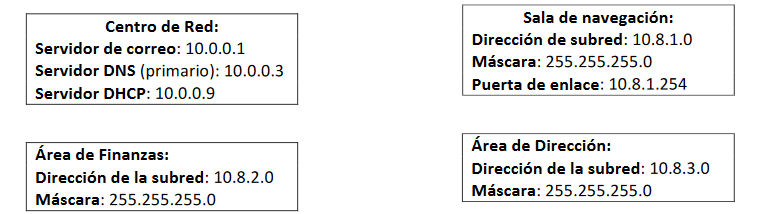 Centro de Red:
Servidor de correo: 10.0.0.1
Servidor DNS (primario): 10.0.0.3
Servidor DHCP: 10.0.0.9
Sala de navegación:
Dirección de subred: 10.8.1.0
Máscara: 255.255.255.0
Puerta de enlace: 10.8.1.254
Área de Finanzas:
Dirección de la subred: 10.8.2.0
Máscara: 255.255.255.0
Área de Dirección:
Dirección de la subred: 10.8.3.0
Máscara: 255.255.255.0